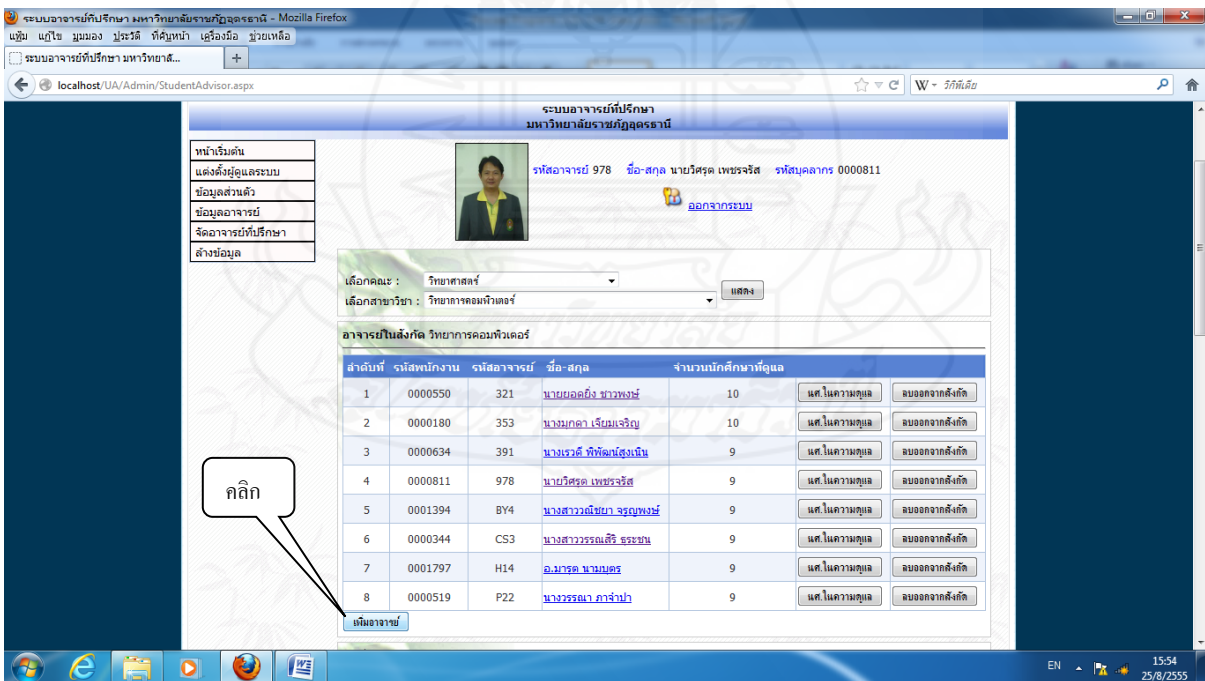 ระบบอาจารย์ที่ปรึกษา มหาวิทยาลัยราชภัฏอุดรธานี - Mozilla Firefox
แฟ้ม แก้ไข มุมมอง ประวัติ ที่คั่นหน้า เครื่องมือ ช่วยเหลือ
ระบบอาจารย์ที่ปรึกษา มหาวิทยาลั...
localhost/UA/Admin/StudentAdvisor.aspx
W - วิกิพีเดีย
ระบบอาจารย์ที่ปรึกษา
มหาวิทยาลัยราชภัฏอุดรธานี
หน้าเริ่มต้น
แต่งตั้งผู้ดูแลระบบ
ข้อมูลส่วนตัว
ข้อมูลอาจารย์
จัดอาจารย์ที่ปรึกษา
ล้างข้อมูล
รหัสอาจารย์ 978 ชื่อ-สกุล นายวิศรุต เพชรจรัส รหัสบุคลากร 0000811
ออกจากระบบ
เลือกคณะ : วิทยาศาสตร์
เลือกสาขาวิชา : วิทยาการคอมพิวเตอร์
แสดง
อาจารย์ในสังกัด วิทยาการคอมพิวเตอร์
ลำดับที่ รหัสพนักงาน รหัสอาจารย์ ชื่อ-สกุล จำนวนนักศึกษาที่ดูแล
1 0000550 321 นายยอดยิ่ง ชาวพงษ์ 10 นศ.ในความดูแล ลบออกจากสังกัด
2 0000180 353 นางมุกดา เจียมเจริญ 10 นศ.ในความดูแล ลบออกจากสังกัด
3 0000634 391 นางเรวดี พิพัฒน์สูงเนิน 9 นศ.ในความดูแล ลบออกจากสังกัด
4 0000811 978 นายวิศรุต เพชรจรัส 9 นศ.ในความดูแล ลบออกจากสังกัด
5 0001394 BY4 นางสาววณิชยา จรูญพงษ์ 9 นศ.ในความดูแล ลบออกจากสังกัด
6 0000344 CS3 นางสาววรรณสิริ ธุระชน 9 นศ.ในความดูแล ลบออกจากสังกัด
7 0001797 H14 อ.มารุต นามบุตร 9 นศ.ในความดูแล ลบออกจากสังกัด
8 0000519 P22 นางวรรณา ภาจำปา 9 นศ.ในความดูแล ลบออกจากสังกัด
คลิก
เพิ่มอาจารย์
EN
15:54
25/8/2555